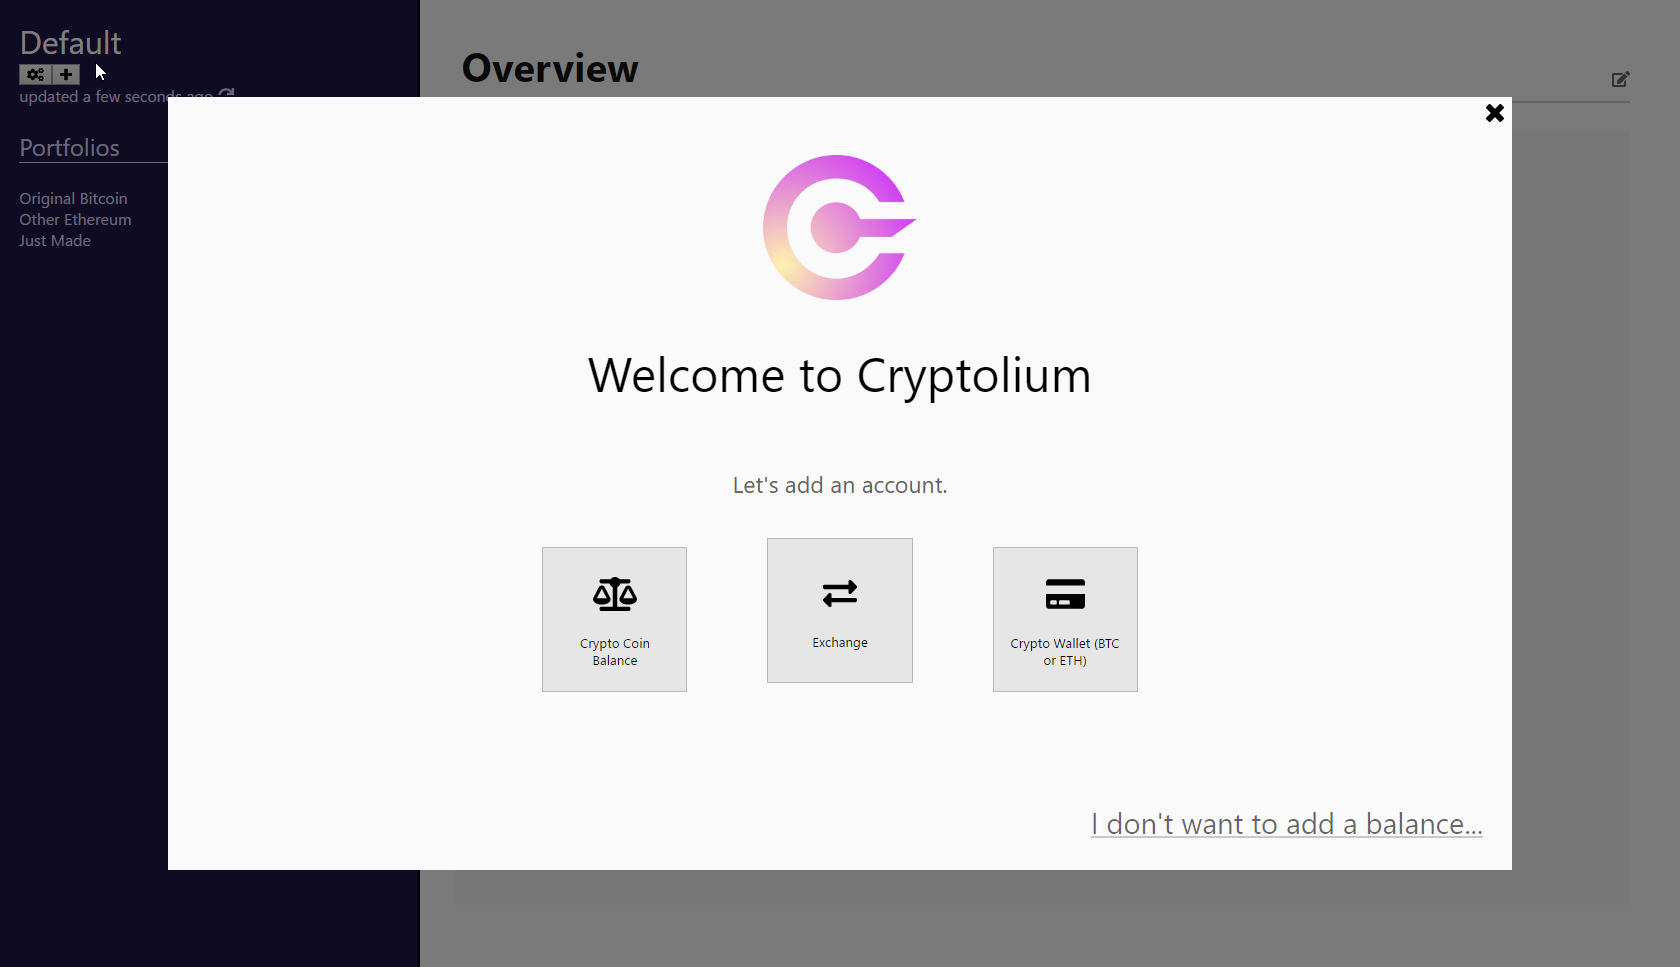 Default
updated a few seconds ago
Portfolios
Original Bitcoin
Other Ethereum
Just Made
Overview
Welcome to Cryptolium
Let's add an account.
Crypto Coin
Balance
Exchange
Crypto Wallet (BTC
or ETH)
I don't want to add a balance...